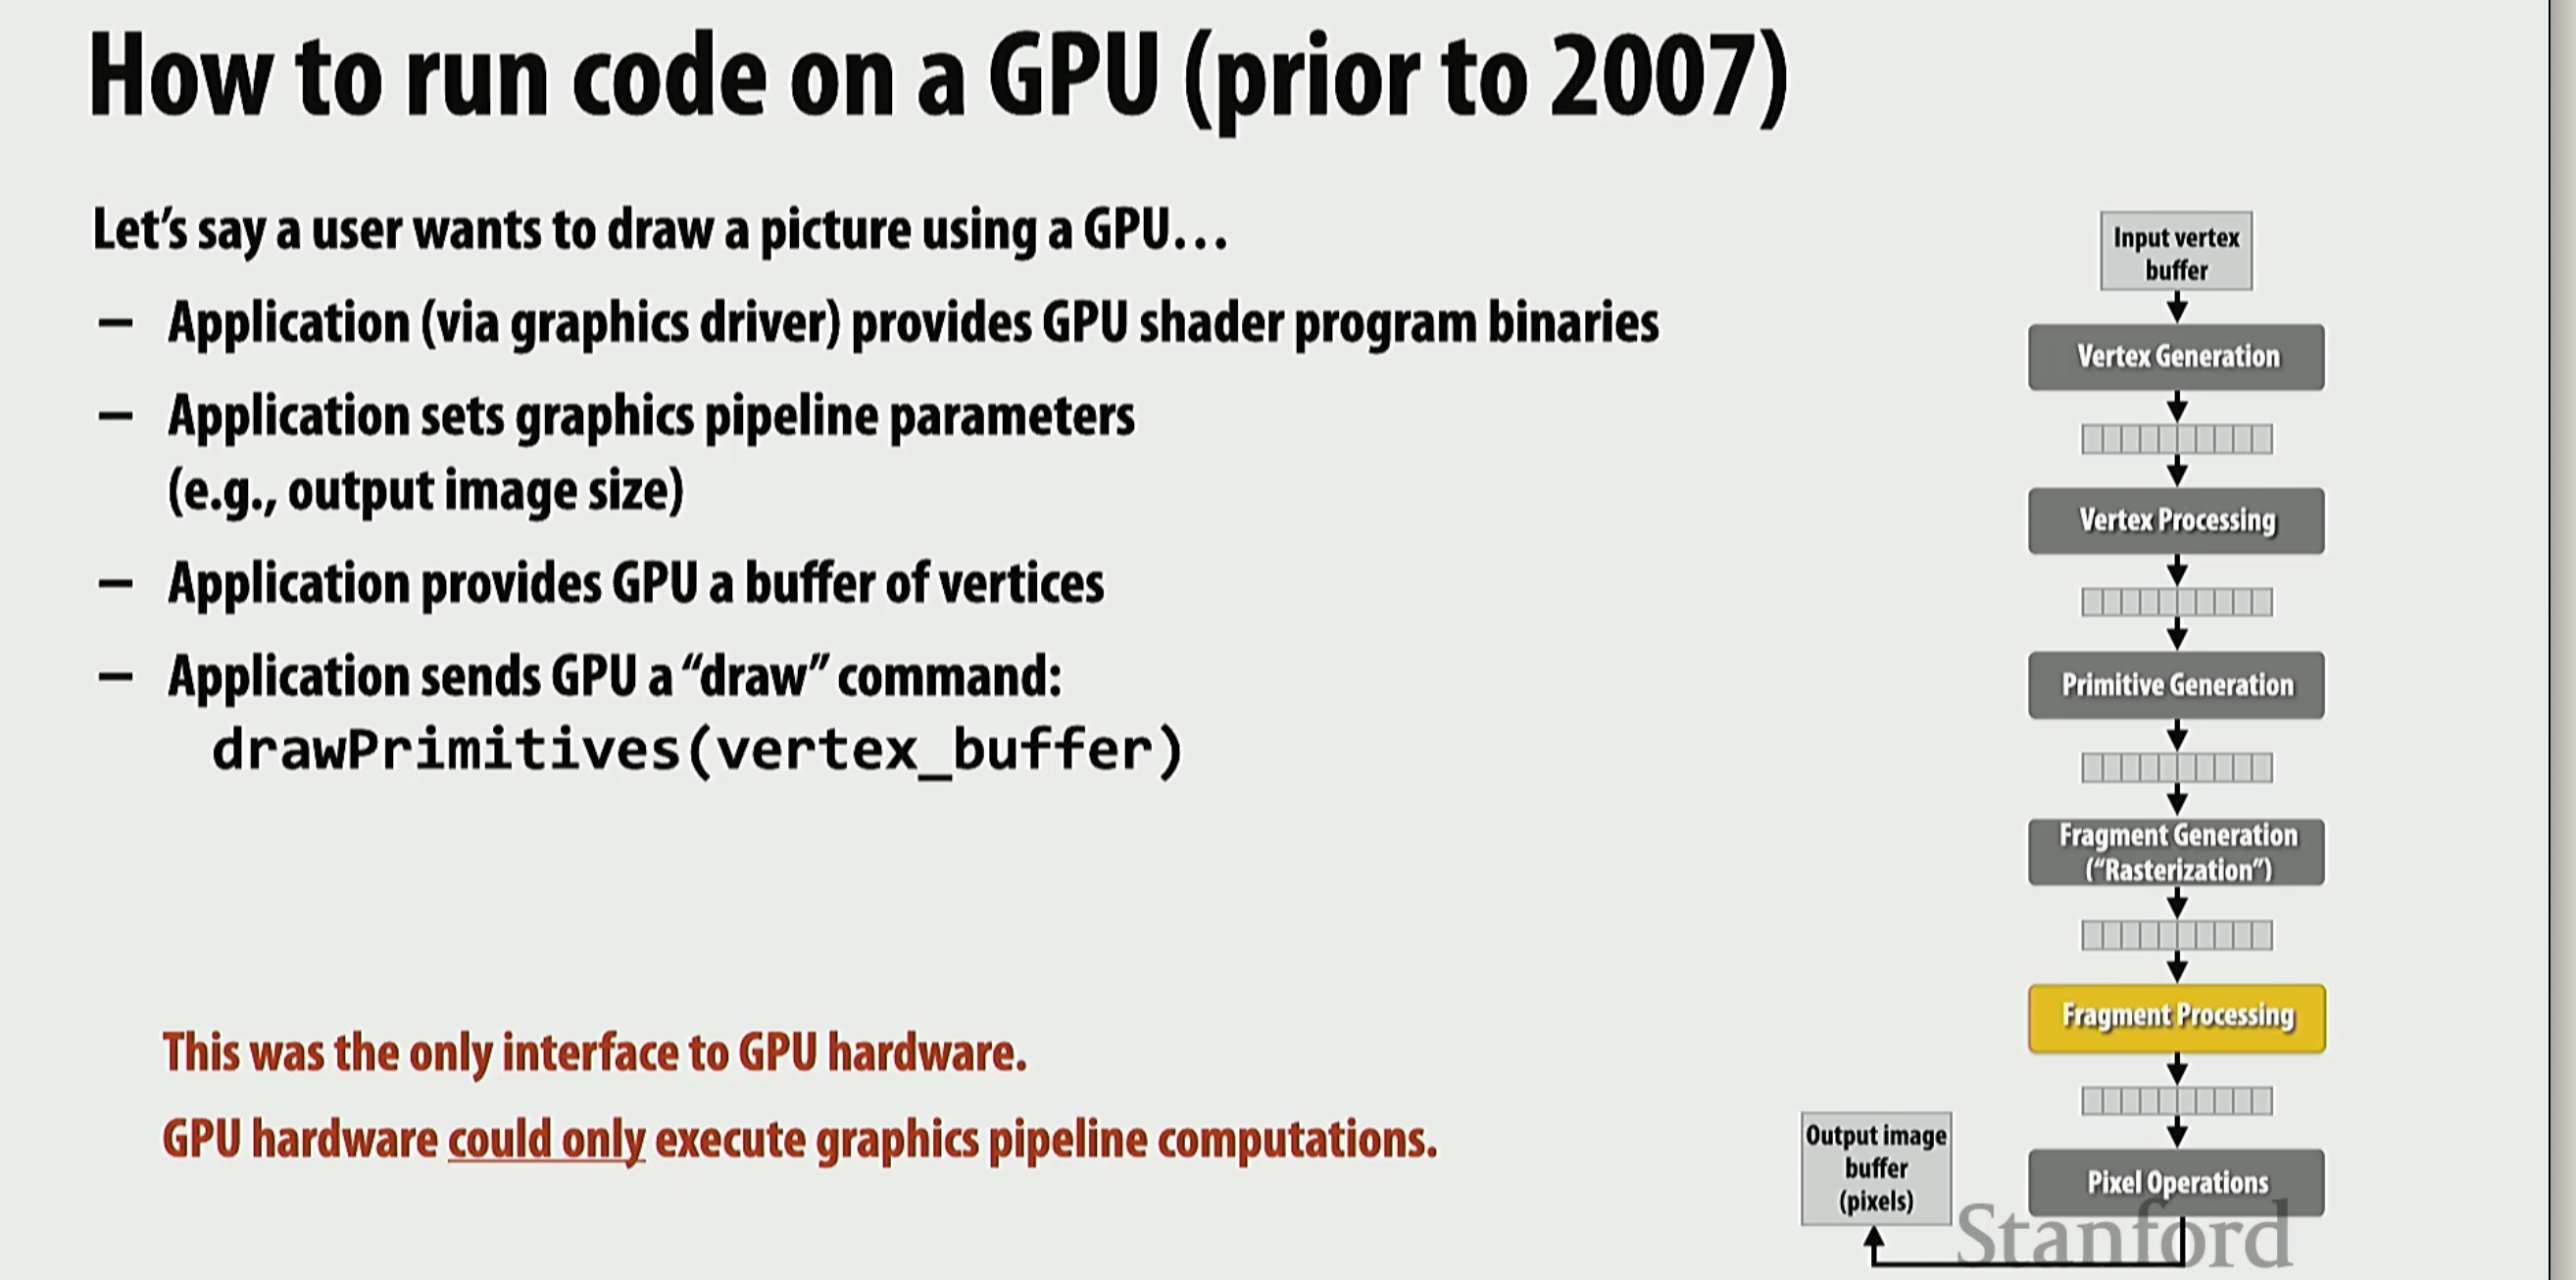 How to run code on a GPU (prior to 2007)
Let's say a user wants to draw a picture using a GPU…
– Application (via graphics driver) provides GPU shader program binaries
– Application sets graphics pipeline parameters
(e.g., output image size)
– Application provides GPU a buffer of vertices
– Application sends GPU a “draw” command:
drawPrimitives(vertex_buffer)
This was the only interface to GPU hardware.
GPU hardware could only execute graphics pipeline computations.
Input vertex
buffer
Vertex Generation
Vertex Processing
Primitive Generation
Fragment Generation
(“Rasterization”)
Fragment Processing
Pixel Operations
Output image
buffer
(pixels)
Stanford